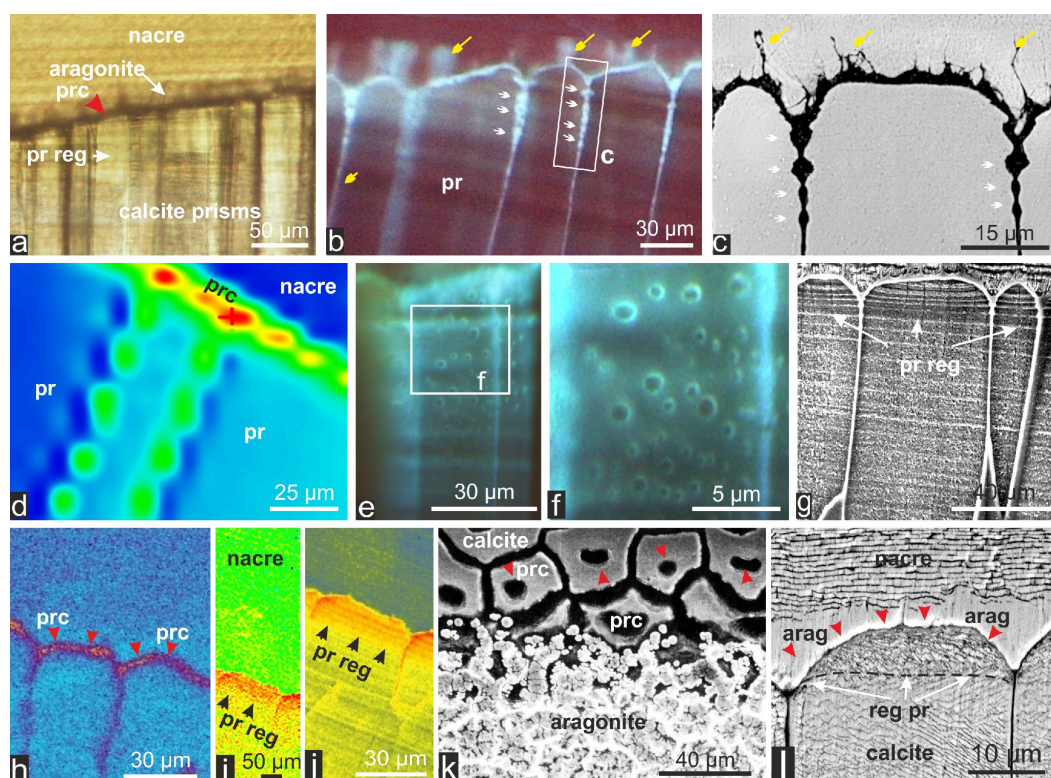 nacre
aragonite
prc
pr reg
calcite prisms
50 µm
a
c
pr
30 µm
b
15 µm
c
prc
nacre
pr
pr
25 µm
d
f
30 µm
e
5 µm
f
pr reg
40 µm
g
prc
prc
30 µm
h
nacre
pr reg
50 µm
i
pr reg
30 µm
j
calcite
prc
prc
aragonite
40 µm
k
nacre
arag
arag
reg pr
calcite
10 µm
l